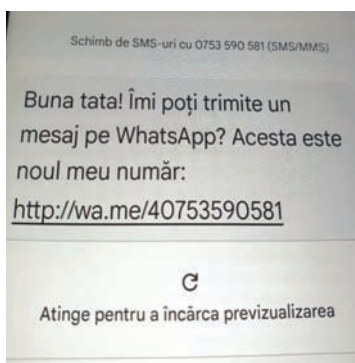 Schimb de SMS-uri cu 0753 590 581 (SMS/MMS)
Buna tata! Îmi poți trimite un
mesaj pe WhatsApp? Acesta este
noul meu număr:
http://wa.me/40753590581
Atinge pentru a încărca previzualizarea